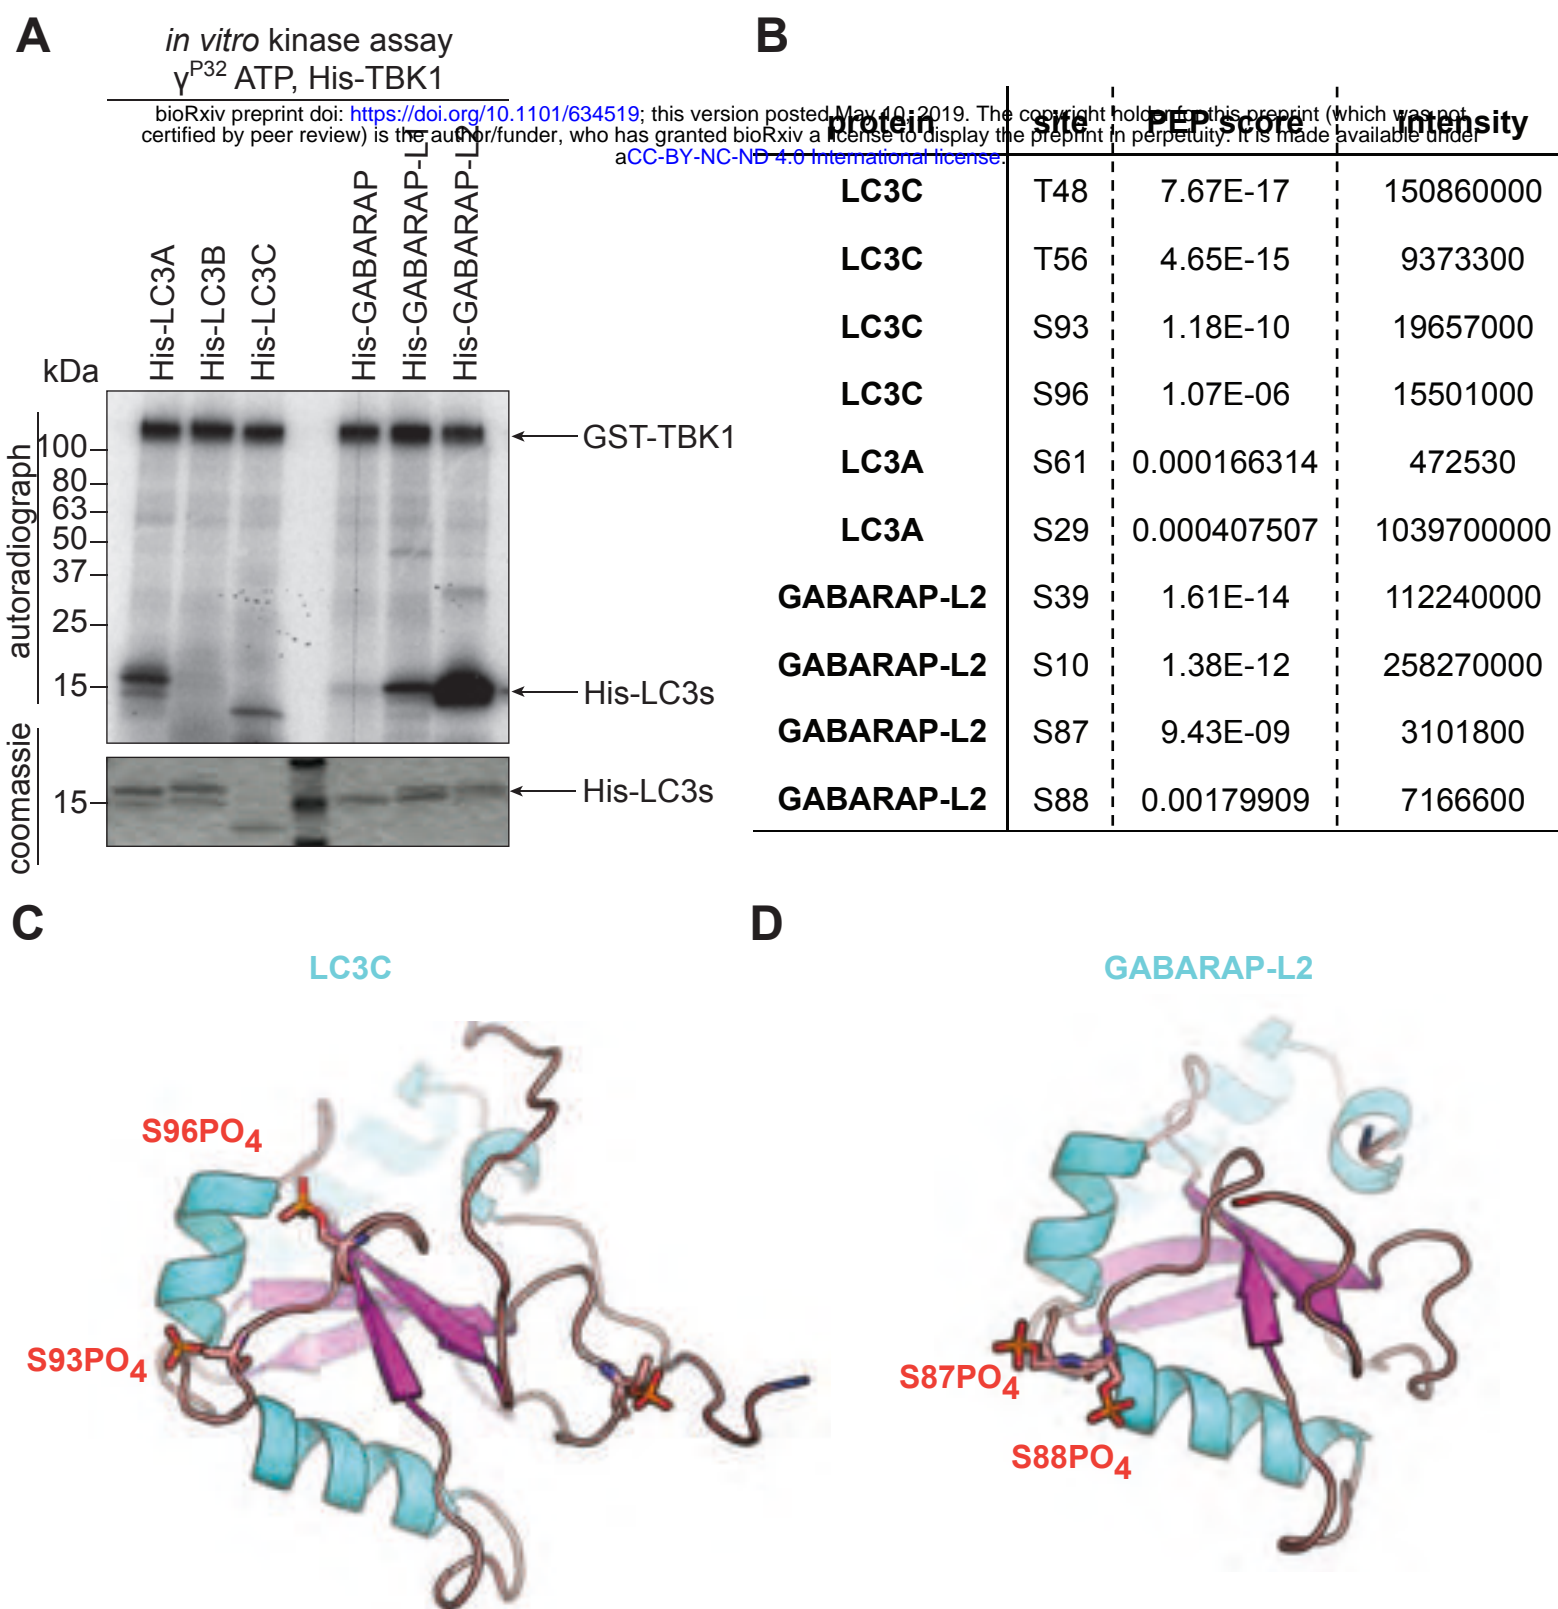 A
in vitro kinase assay
γP32 ATP, His-TBK1
bioRxiv preprint doi: https://doi.org/10.1101/634519; this version posted May 10, 2019. The copyright holder for this preprint (which was not
certified by peer review) is the author/funder, who has granted bioRxiv a license to display the preprint in perpetuity. It is made available under
aCC-BY-NC-ND 4.0 International license.
His-LC3A
His-LC3B
His-LC3C
His-GABARAP
His-GABARAP-L1
His-GABARAP-L2
kDa
autoradiograph
100
80
63
50
37
25
15
GST-TBK1
His-LC3s
coomassie
15
His-LC3s
B
protein site PEP score intensity
LC3C T48 7.67E-17 150860000
LC3C T56 4.65E-15 9373300
LC3C S93 1.18E-10 19657000
LC3C S96 1.07E-06 15501000
LC3A S61 0.000166314 472530
LC3A S29 0.000407507 1039700000
GABARAP-L2 S39 1.61E-14 112240000
GABARAP-L2 S10 1.38E-12 258270000
GABARAP-L2 S87 9.43E-09 3101800
GABARAP-L2 S88 0.00179909 7166600
C
LC3C
S96PO4
S93PO4
D
GABARAP-L2
S87PO4
S88PO4